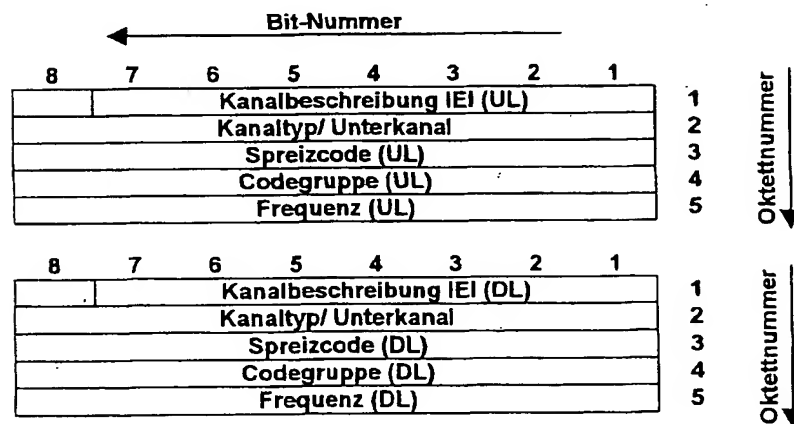 Bit-Nummer
8 7 6 5 4 3 2 1
Kanalbeschreibung IEI (UL) 1
Kanaltyp/ Unterkanal 2
Spreizcode (UL) 3
Codegruppe (UL) 4
Frequenz (UL) 5
Oktettnummer
8 7 6 5 4 3 2 1
Kanalbeschreibung IEI (DL) 1
Kanaltyp/ Unterkanal 2
Spreizcode (DL) 3
Codegruppe (DL) 4
Frequenz (DL) 5
Oktettnummer